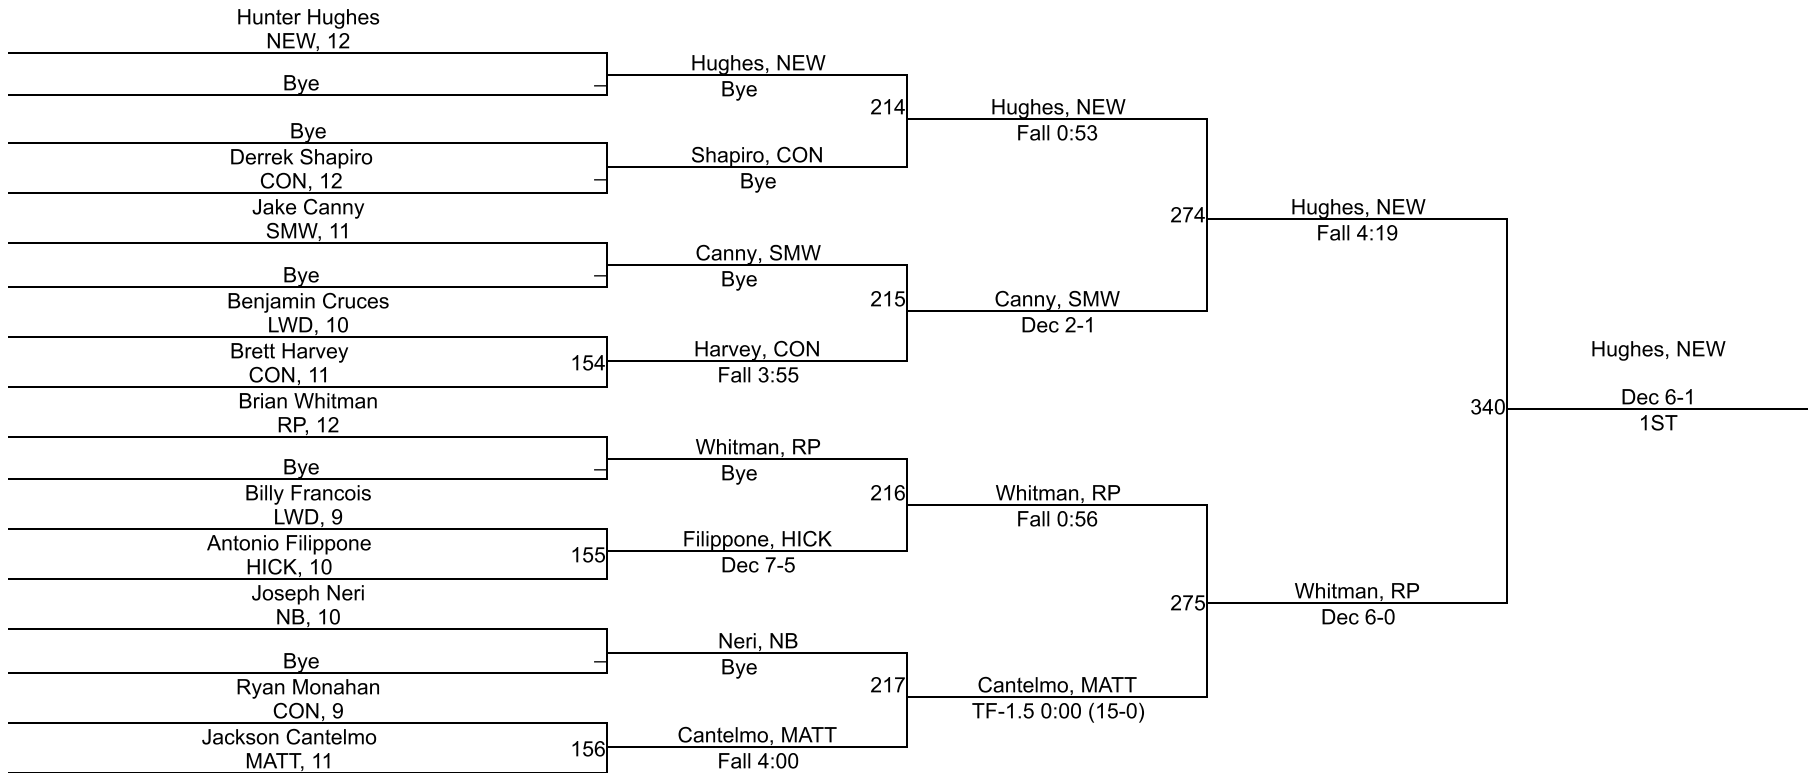 Hunter Hughes
NEW, 12
Bye
Bye
Derrek Shapiro
CON, 12
Jake Canny
SMW, 11
Bye
Benjamin Cruces
LWD, 10
Brett Harvey
CON, 11
154
Brian Whitman
RP, 12
Bye
Billy Francois
LWD, 9
Antonio Filippone
HICK, 10
155
Joseph Neri
NB, 10
Bye
Ryan Monahan
CON, 9
Jackson Cantelmo
MATT, 11
156
Hughes, NEW
Bye
214
Shapiro, CON
Bye
Canny, SMW
Bye
215
Harvey, CON
Fall 3:55
Whitman, RP
Bye
216
Filippone, HICK
Dec 7-5
Neri, NB
Bye
217
Cantelmo, MATT
Fall 4:00
Hughes, NEW
Fall 0:53
274
Canny, SMW
Dec 2-1
Whitman, RP
Fall 0:56
275
Cantelmo, MATT
TF-1.5 0:00 (15-0)
Hughes, NEW
Fall 4:19
340
Whitman, RP
Dec 6-0
Hughes, NEW
Dec 6-1
1ST